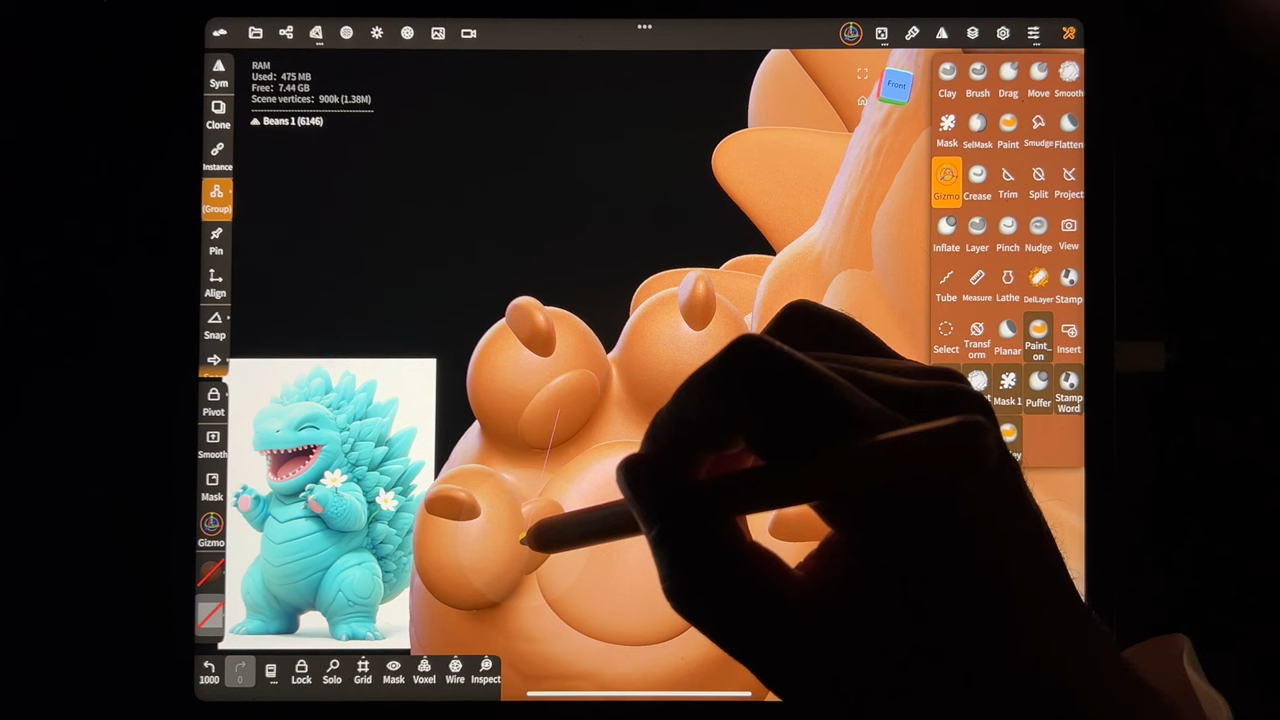 RAM
Used: 475 MB
Free: 7.44 GB
Scene vertices: 900k (1.38M)
Beans 1 (6146)
Front
Sym
Clone
Instance
(Group)
Pin
Align
Snap
Pivot
Smooth
Mask
Gizmo
Clay Brush Drag Move Smooth
Mask SelMask Paint Smudge Flatten
Gizmo Crease Trim Split Project
Inflate Layer Pinch Nudge View
Tube Measure Lathe DelLayer Stamp
Select Transf
orm Planar Paint_
on Insert
Mask 1 Puffer Stamp
Word
1000 0 Lock Solo Grid Mask Voxel Wire Inspect